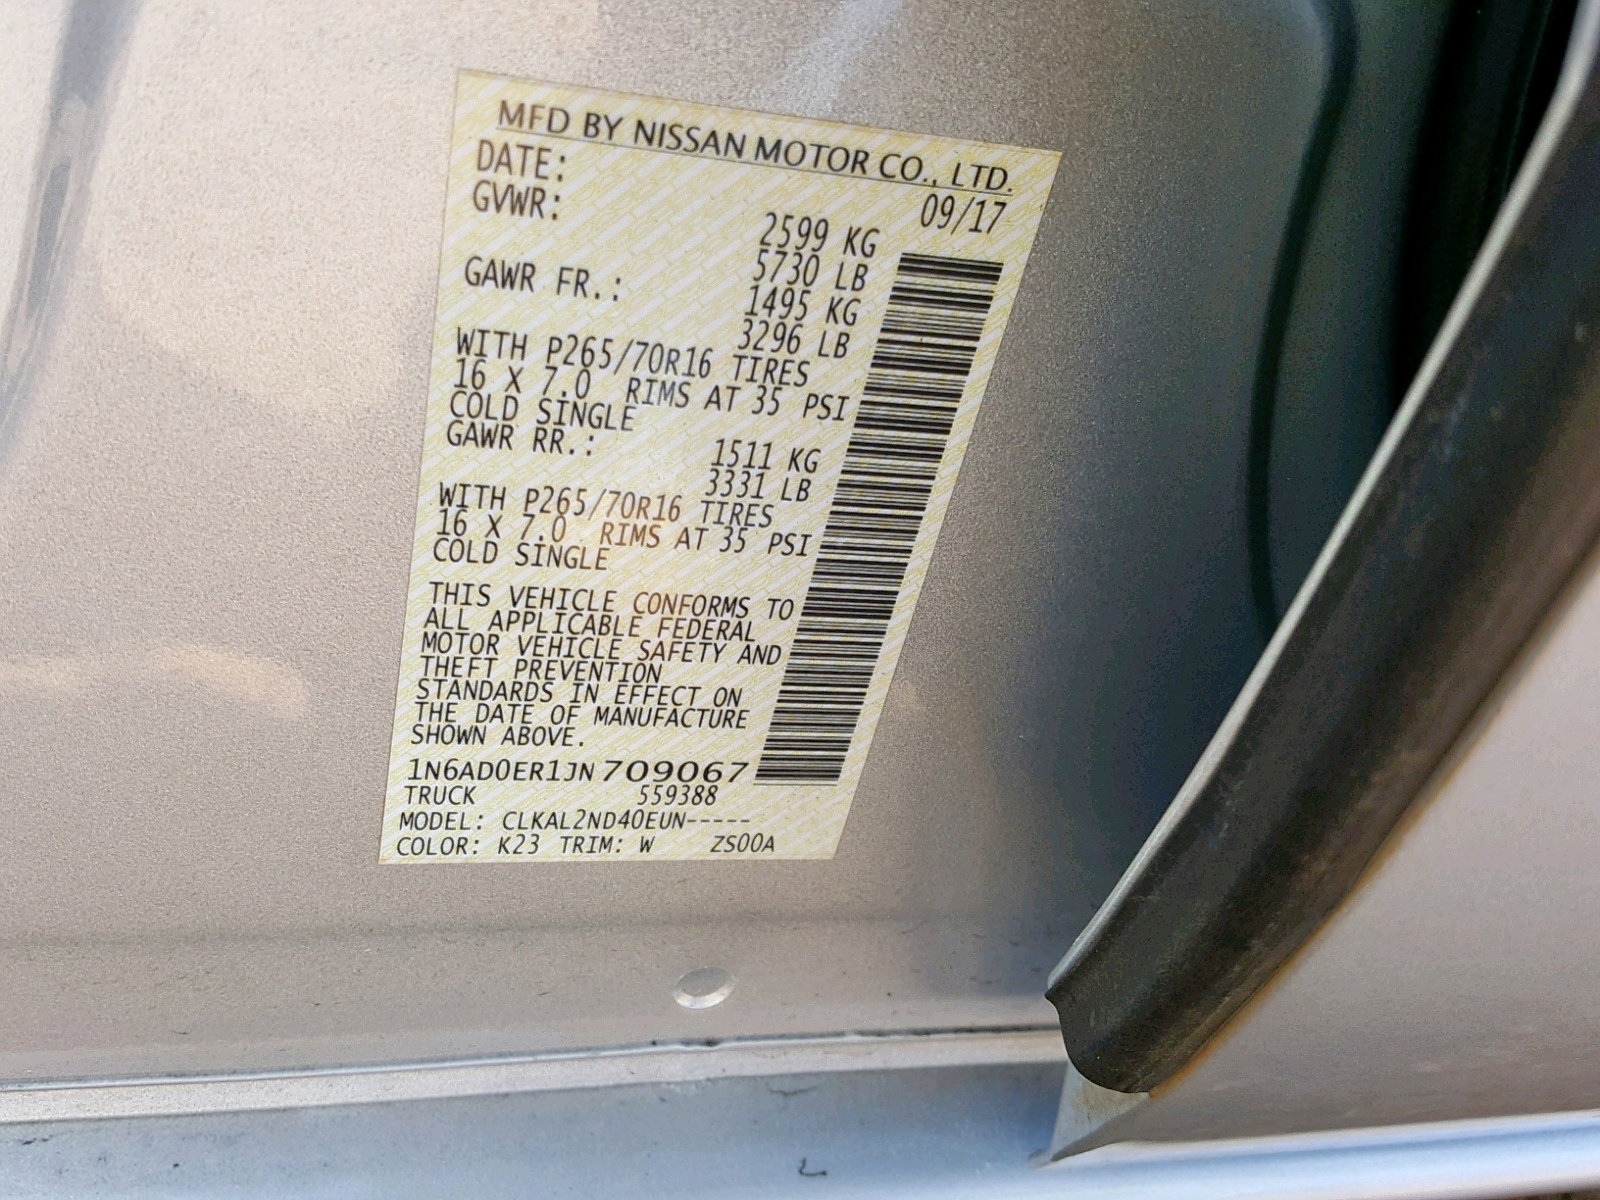 MFD BY NISSAN MOTOR CO., LTD.
DATE: 09/17
GVWR: 2599 KG
5730 LB
GAWR FR.: 1495 KG
3296 LB
WITH P265/70R16 TIRES
16 X 7.0 RIMS AT 35 PSI
COLD SINGLE
GAWR RR.: 1511 KG
3331 LB
WITH P265/70R16 TIRES
16 X 7.0 RIMS AT 35 PSI
COLD SINGLE
THIS VEHICLE CONFORMS TO
ALL APPLICABLE FEDERAL
MOTOR VEHICLE SAFETY AND
THEFT PREVENTION
STANDARDS IN EFFECT ON
THE DATE OF MANUFACTURE
SHOWN ABOVE.
1N6AD0ER1JN709067
TRUCK 559388
MODEL: CLKAL2ND40EUN-----
COLOR: K23 TRIM: W ZS00A